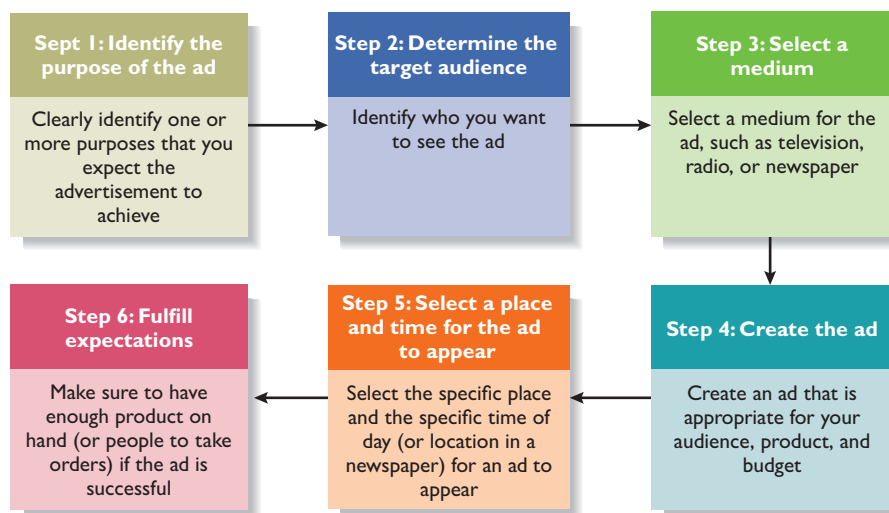 Sept 1: Identify the
purpose of the ad
Clearly identify one or
more purposes that you
expect the
advertisement to
achieve
Step 2: Determine the
target audience
Identify who you want
to see the ad
Step 3: Select a
medium
Select a medium for the
ad, such as television,
radio, or newspaper
Step 4: Create the ad
Create an ad that is
appropriate for your
audience, product, and
budget
Step 5: Select a place
and time for the ad
to appear
Select the specific place
and the specific time of
day (or location in a
newspaper) for an ad to
appear
Step 6: Fulfill
expectations
Make sure to have
enough product on
hand (or people to take
orders) if the ad is
successful